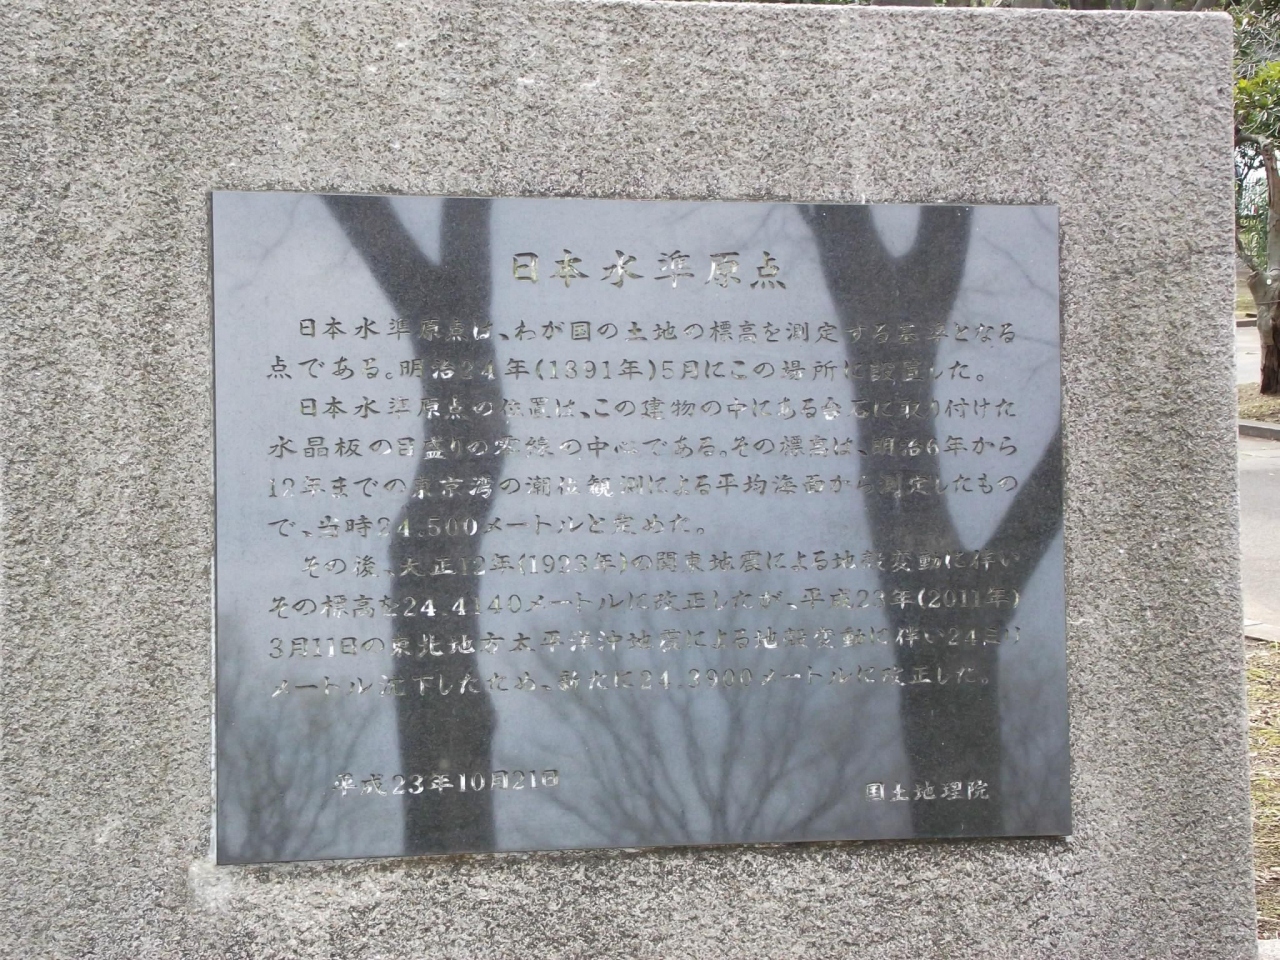 日本水準原点
日本水準原点は、わが国の土地の標高を測定する基準となる
点である。明治24年(1891年)5月にこの場所に設置した。
日本水準原点の位置は、この建物の中にある台石に取り付けた
水晶板の目盛りの零線の中心である。その標高は、明治6年から
12年までの東京湾の潮位観測による平均海面から測定したもの
で、当時24.500メートルと定めた。
その後、大正12年(1923年)の関東地震による地殻変動に伴い
その標高を24.4140メートルに改正したが、平成23年(2011年)
3月11日の東北地方太平洋沖地震による地殻変動に伴い24ミリ
メートル沈下したため、新たに24.3900メートルに改正した。
平成23年10月21日
国土地理院